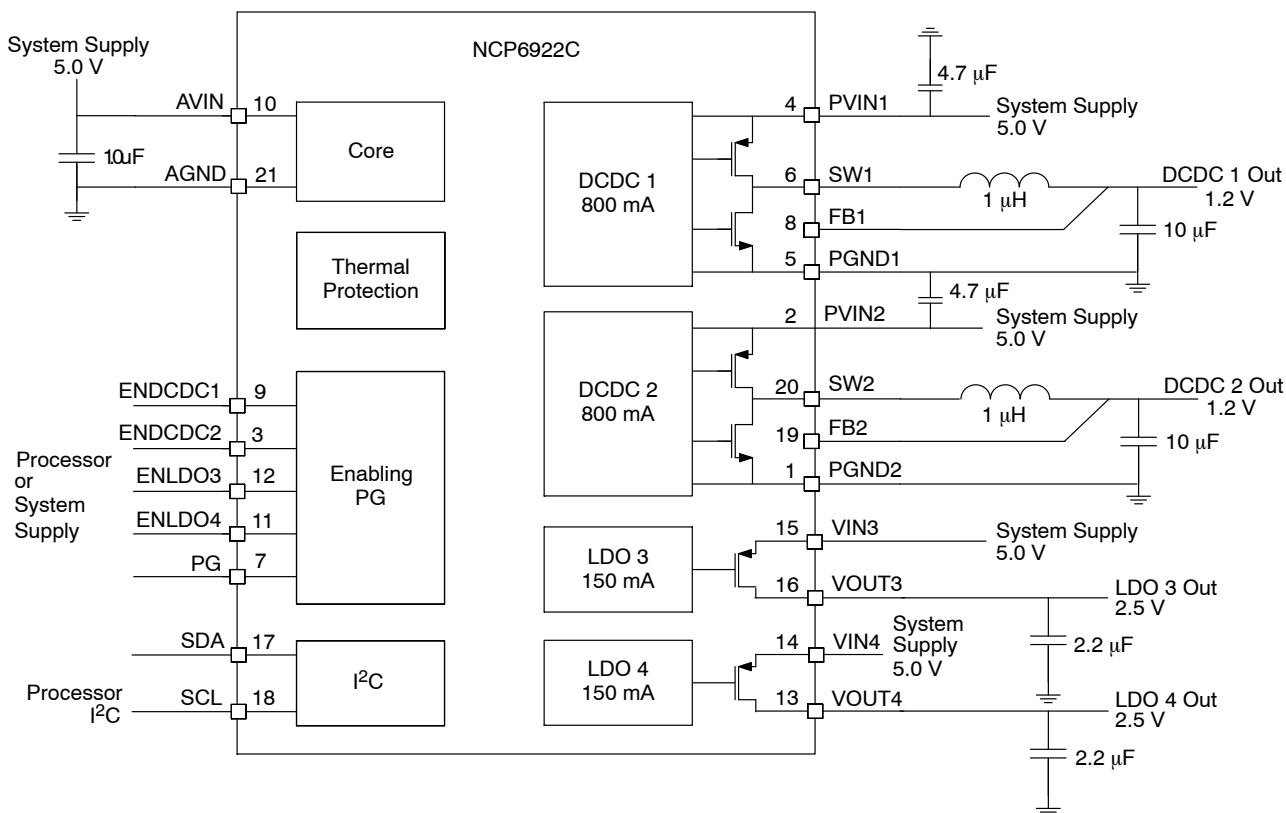 NCP6922C
System Supply
5.0 V
AVIN
10
Core
1.0uF
AGND
21
Thermal
Protection
ENDCDC1
9
ENDCDC2
3
Processor
or
System
Supply
ENLDO3
12
ENLDO4
11
PG
7
Enabling
PG
SDA
17
Processor
I²C
SCL
18
I²C
DCDC 1
800 mA
4
PVIN1
4.7 µF
System Supply
5.0 V
6
SW1
1 µH
DCDC 1 Out
1.2 V
8
FB1
10 µF
5
PGND1
4.7 µF
DCDC 2
800 mA
2
PVIN2
System Supply
5.0 V
20
SW2
1 µH
DCDC 2 Out
1.2 V
19
FB2
10 µF
1
PGND2
LDO 3
150 mA
15
VIN3
System Supply
5.0 V
16
VOUT3
LDO 3 Out
2.5 V
2.2 µF
LDO 4
150 mA
14
VIN4
System
Supply
5.0 V
13
VOUT4
LDO 4 Out
2.5 V
2.2 µF